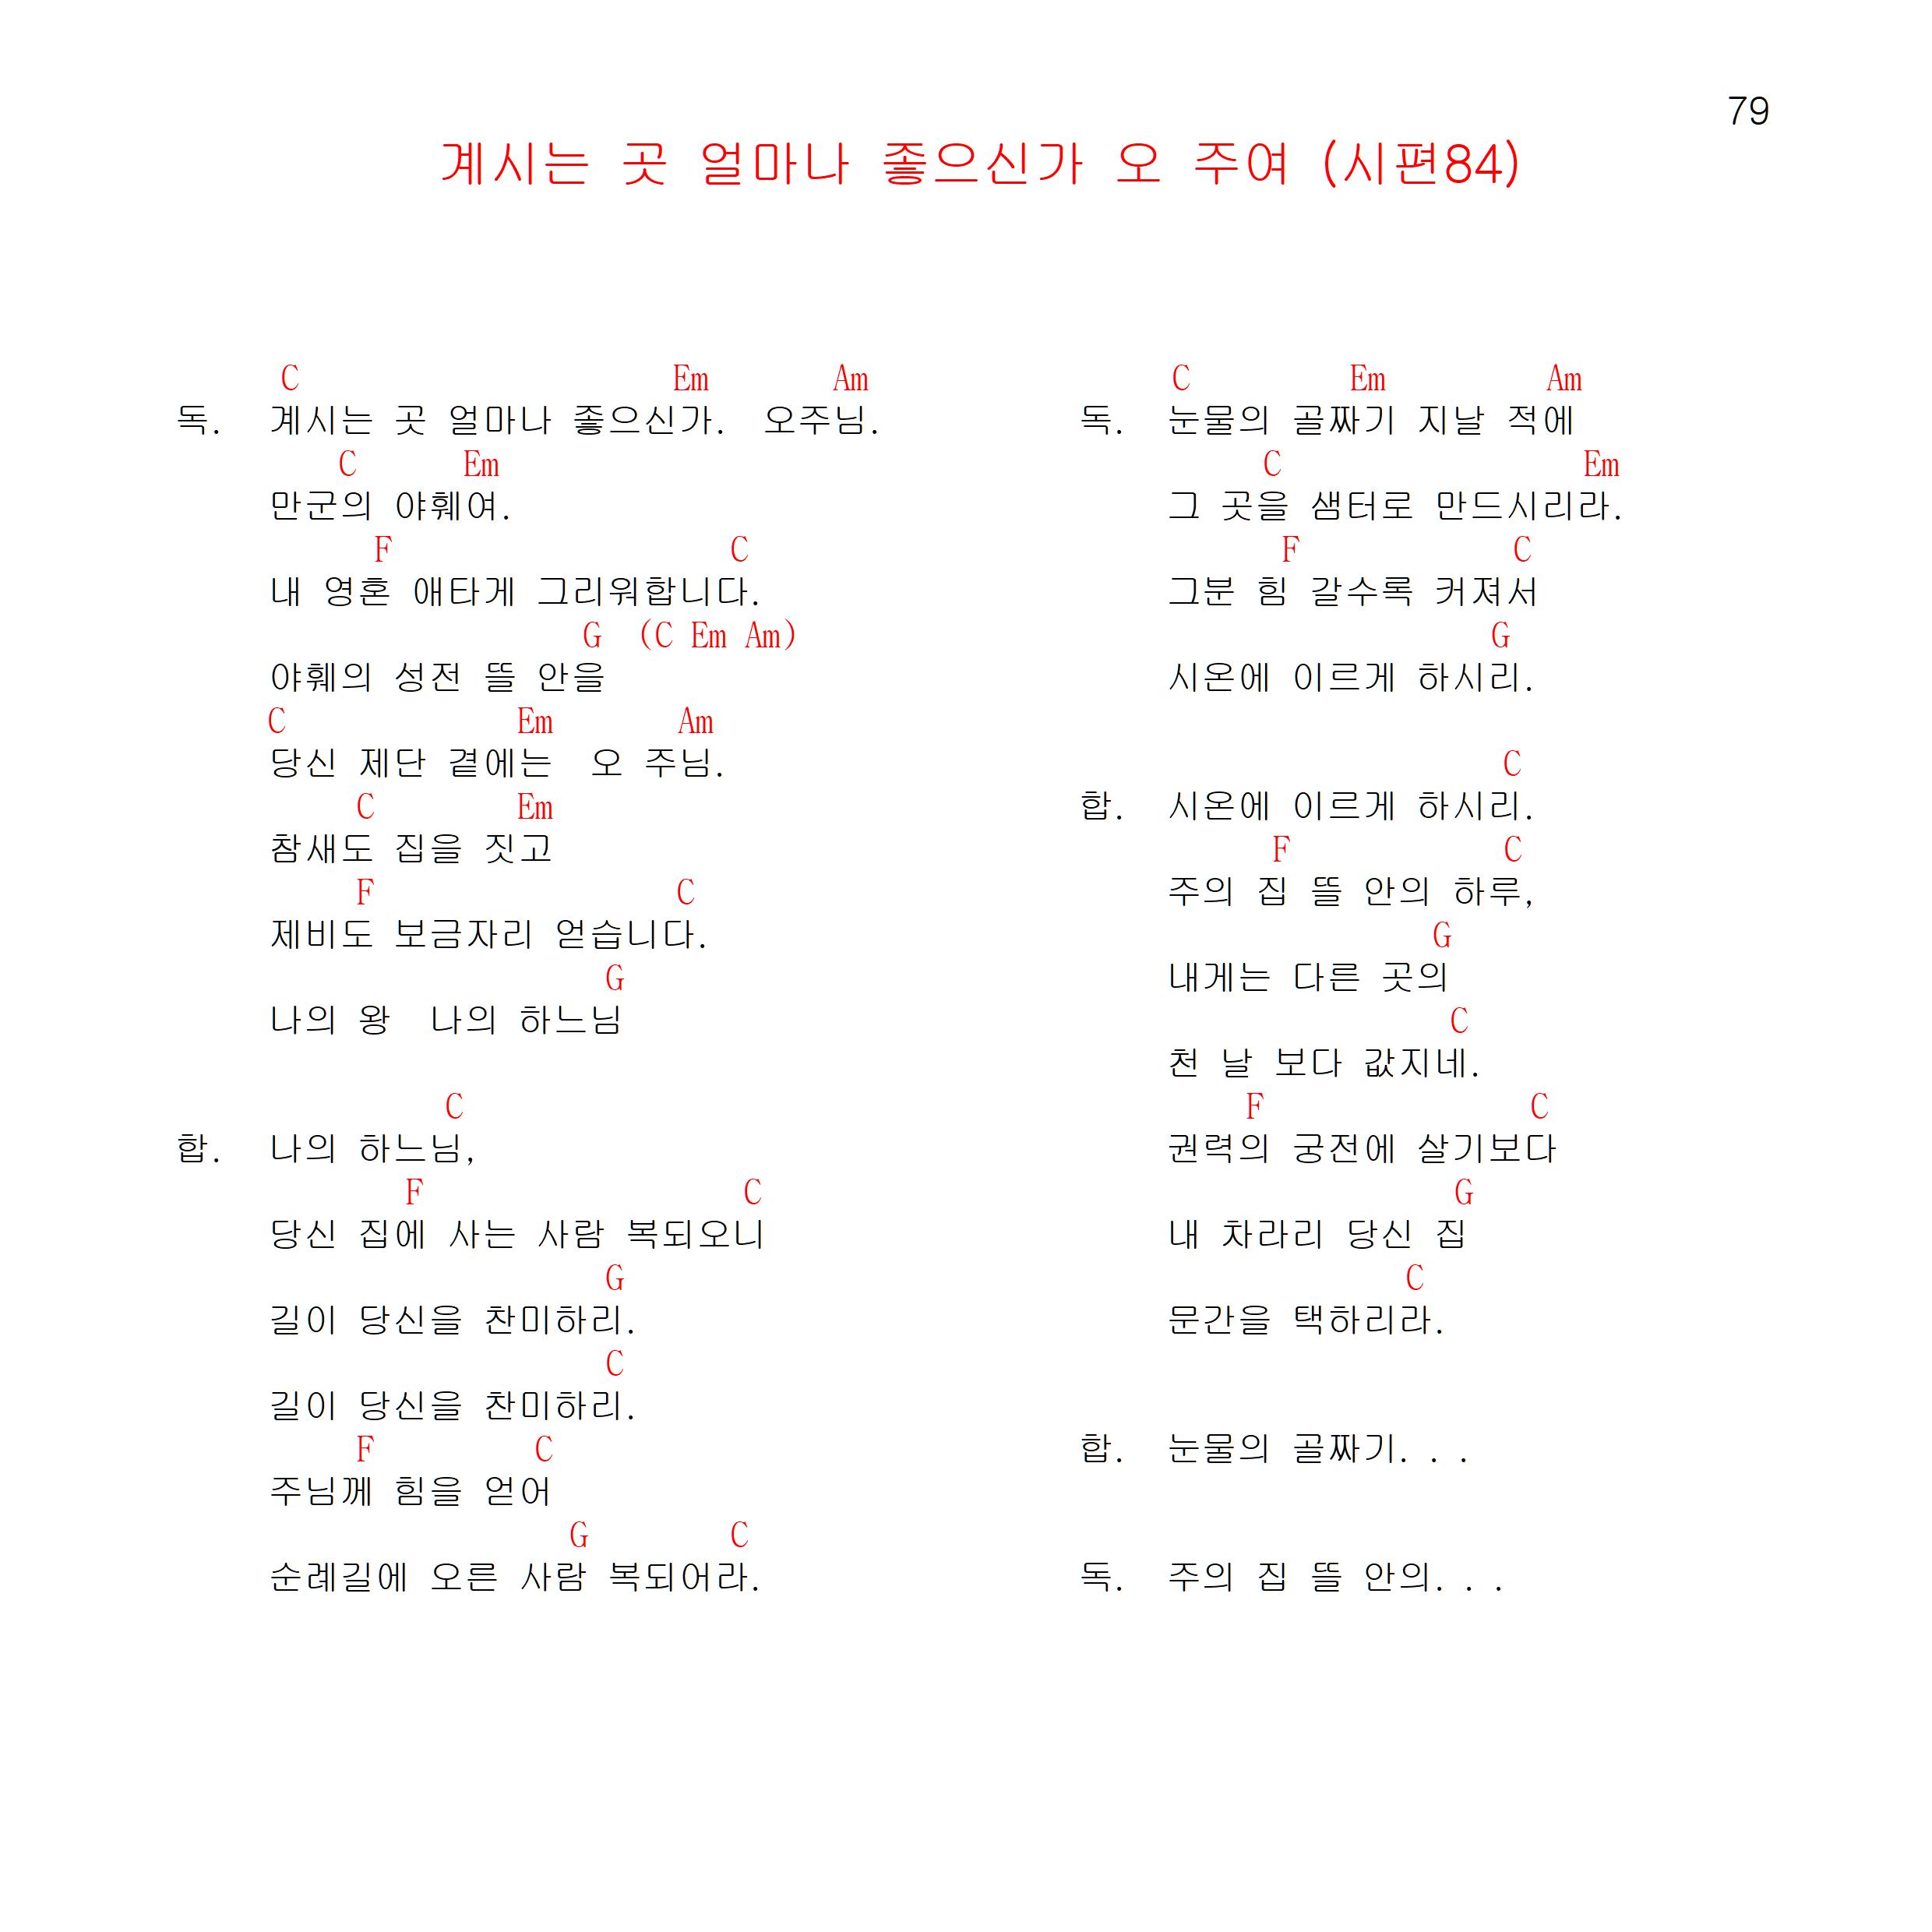 79
계시는 곳 얼마나 좋으신가 오 주여 (시편84)
C Em Am
독. 계시는 곳 얼마나 좋으신가. 오주님.
C Em
만군의 야훼여.
F C
내 영혼 애타게 그리워합니다.
G (C Em Am)
야훼의 성전 뜰 안을
C Em Am
당신 제단 곁에는 오 주님.
C Em
참새도 집을 짓고
F C
제비도 보금자리 얻습니다.
G
나의 왕 나의 하느님
C
합. 나의 하느님,
F C
당신 집에 사는 사람 복되오니
G
길이 당신을 찬미하리.
C
길이 당신을 찬미하리.
F C
주님께 힘을 얻어
G C
순례길에 오른 사람 복되어라.
C Em Am
독. 눈물의 골짜기 지날 적에
C Em
그 곳을 샘터로 만드시리라.
F C
그분 힘 갈수록 커져서
G
시온에 이르게 하시리.
C
합. 시온에 이르게 하시리.
F C
주의 집 뜰 안의 하루,
G
내게는 다른 곳의
C
천 날 보다 값지네.
F C
권력의 궁전에 살기보다
G
내 차라리 당신 집
C
문간을 택하리라.
합. 눈물의 골짜기. . .
독. 주의 집 뜰 안의. . .